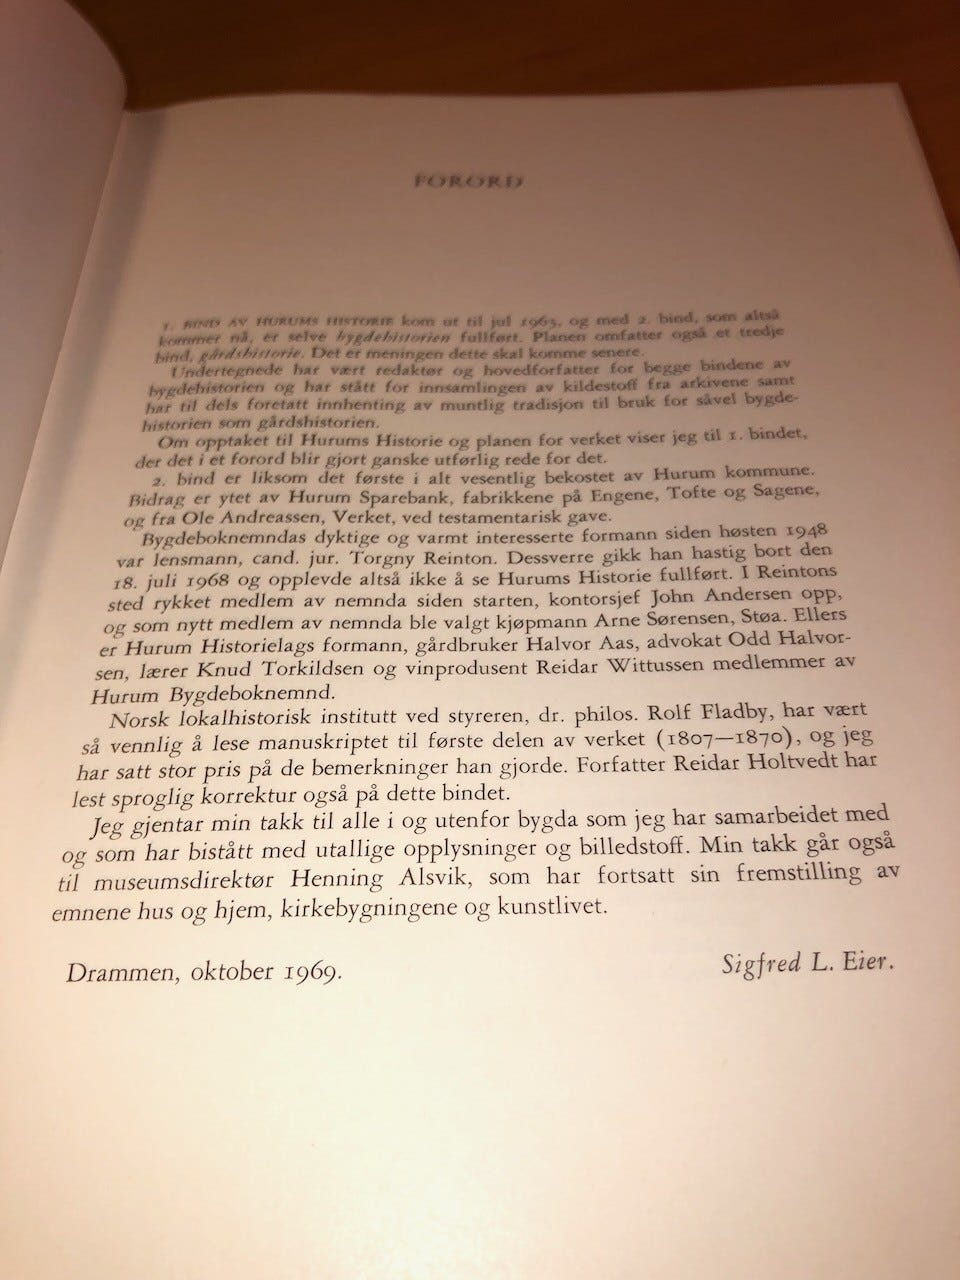 FORORD
1. BIND AV HURUMS HISTORIE kom ut til jul 1963, og med 2. bind, som altså
kommer nå, er selve bygdehistorien fullført. Planen omfatter også et tredje
bind, gårdshistorie. Det er meningen dette skal komme senere.
Undertegnede har vært redaktør og hovedforfatter for begge bindene av
bygdehistorien og har stått for innsamlingen av kildestoff fra arkivene samt
har til dels foretatt innhenting av muntlig tradisjon til bruk for såvel bygde-
historien som gårdshistorien.
Om opptaket til Hurums Historie og planen for verket viser jeg til 1. bindet,
der det i et forord blir gjort ganske utførlig rede for det.
2. bind er liksom det første i alt vesentlig bekostet av Hurum kommune.
Bidrag er ytet av Hurum Sparebank, fabrikkene på Engene, Tofte og Sagene,
og fra Ole Andreassen, Verket, ved testamentarisk gave.
Bygdeboknemndas dyktige og varmt interesserte formann siden høsten 1948
var lensmann, cand. jur. Torgny Reinton. Dessverre gikk han hastig bort den
18. juli 1968 og opplevde altså ikke å se Hurums Historie fullført. I Reintons
sted rykket medlem av nemnda siden starten, kontorsjef John Andersen opp,
og som nytt medlem av nemnda ble valgt kjøpmann Arne Sørensen, Støa. Ellers
er Hurum Historielags formann, gårdbruker Halvor Aas, advokat Odd Halvor-
sen, lærer Knud Torkildsen og vinprodusent Reidar Wittussen medlemmer av
Hurum Bygdeboknemnd.
Norsk lokalhistorisk institutt ved styreren, dr. philos. Rolf Fladby, har vært
så vennlig å lese manuskriptet til første delen av verket (1807—1870), og jeg
har satt stor pris på de bemerkninger han gjorde. Forfatter Reidar Holtvedt har
lest sproglig korrektur også på dette bindet.
Jeg gjentar min takk til alle i og utenfor bygda som jeg har samarbeidet med
og som har bistått med utallige opplysninger og billedstoff. Min takk går også
til museumsdirektør Henning Alsvik, som har fortsatt sin fremstilling av
emnene hus og hjem, kirkebygningene og kunstlivet.
Drammen, oktober 1969.
Sigfred L. Eier.